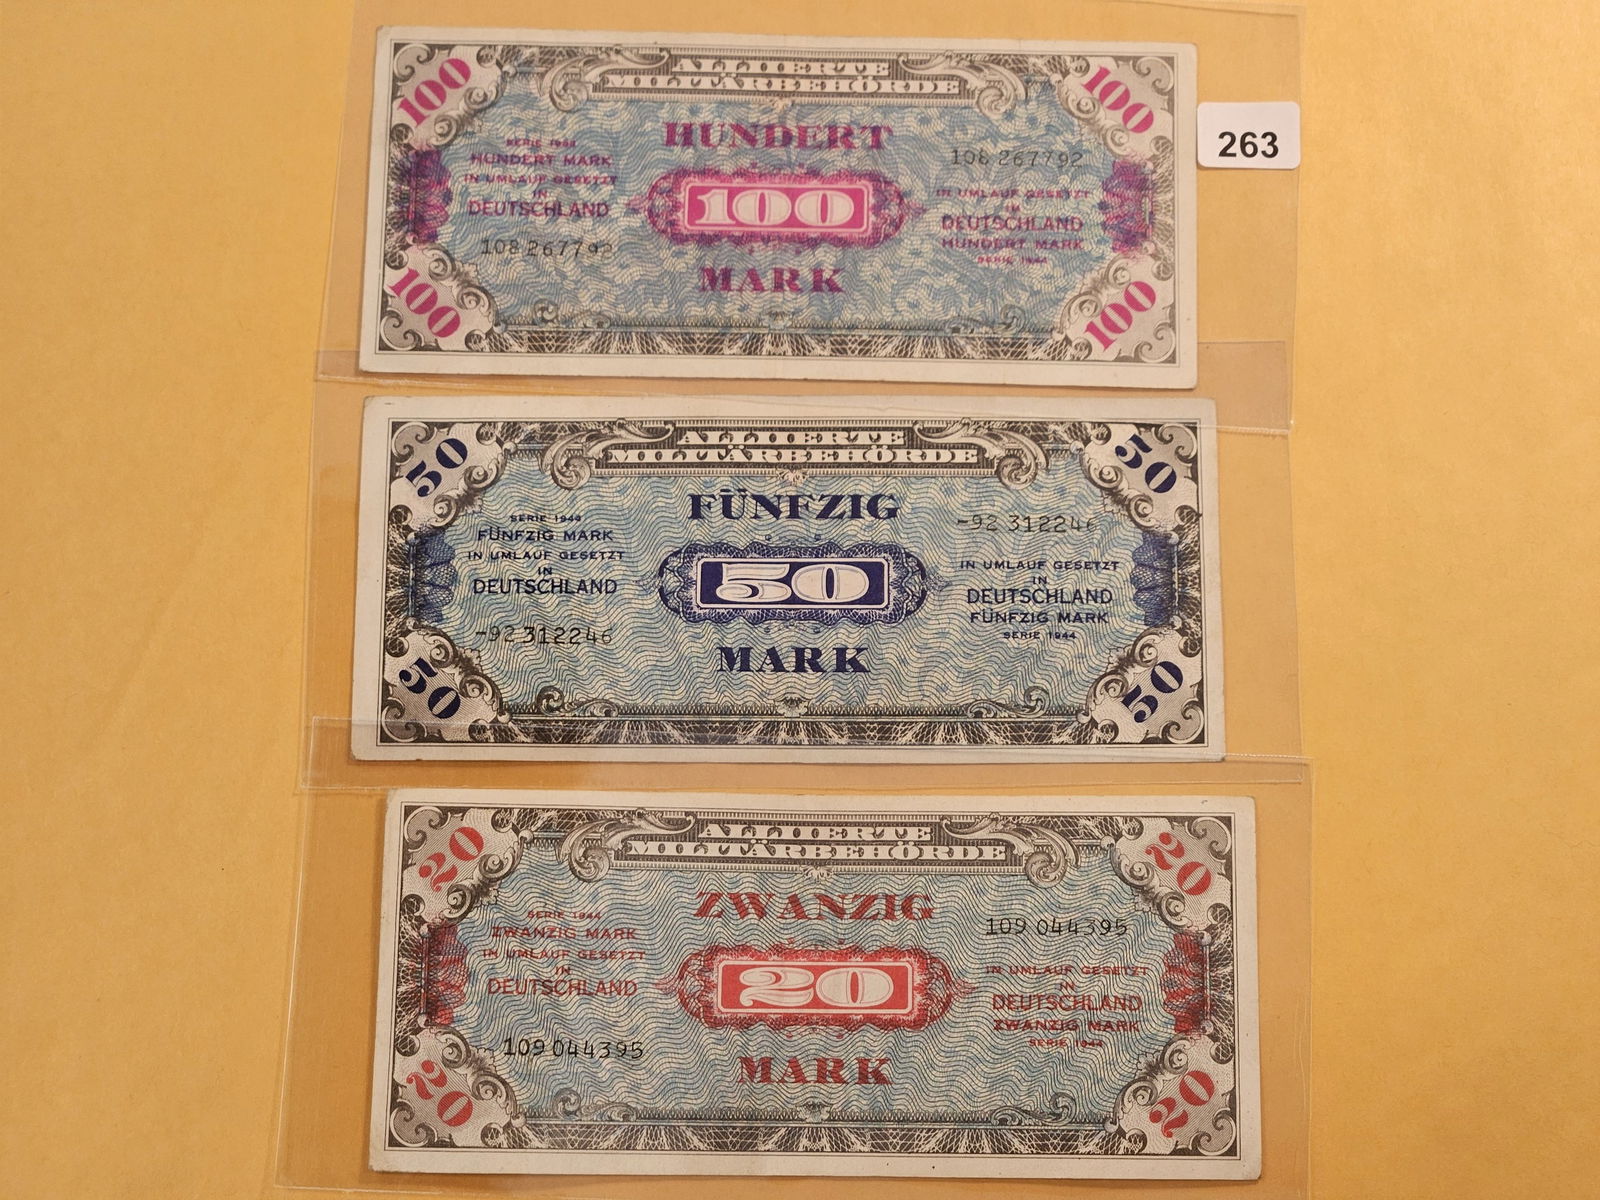 263
100
100
ALLIIERTE
MILITÄRBEHÖRDE
HUNDERT
SERIE 1944
HUNDERT MARK
IN UMLAUF GESETZT
IN
DEUTSCHLAND
108 267792
100
108 267792
IN UMLAUF GESETZT
IN
DEUTSCHLAND
HUNDERT MARK
SERIE 1944
MARK
100
100
50
50
ALLIIERTE
MILITÄRBEHÖRDE
FÜNFZIG
SERIE 1944
FÜNFZIG MARK
IN UMLAUF GESETZT
IN
DEUTSCHLAND
-92 312246
50
-92 312246
IN UMLAUF GESETZT
IN
DEUTSCHLAND
FÜNFZIG MARK
SERIE 1944
MARK
50
50
20
20
ALLIIERTE
MILITÄRBEHÖRDE
ZWANZIG
SERIE 1944
ZWANZIG MARK
IN UMLAUF GESETZT
IN
DEUTSCHLAND
109 044395
20
109 044395
IN UMLAUF GESETZT
IN
DEUTSCHLAND
ZWANZIG MARK
SERIE 1944
MARK
20
20